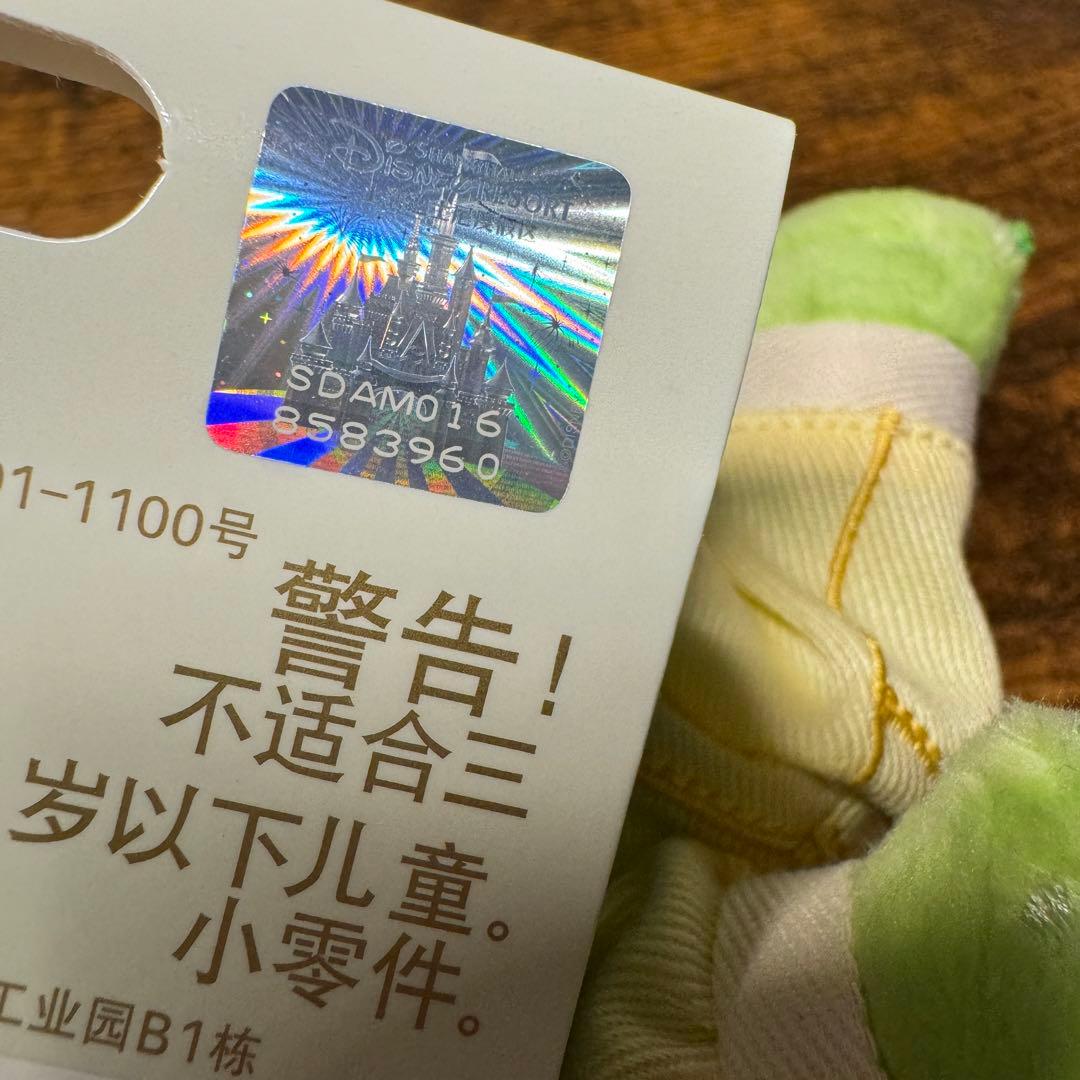 SHANGHAI
DISNEY RESORT
SDAM016
8583960
01-1100号
警告！
不适合三
岁以下儿童。
小零件。
工业园B1栋